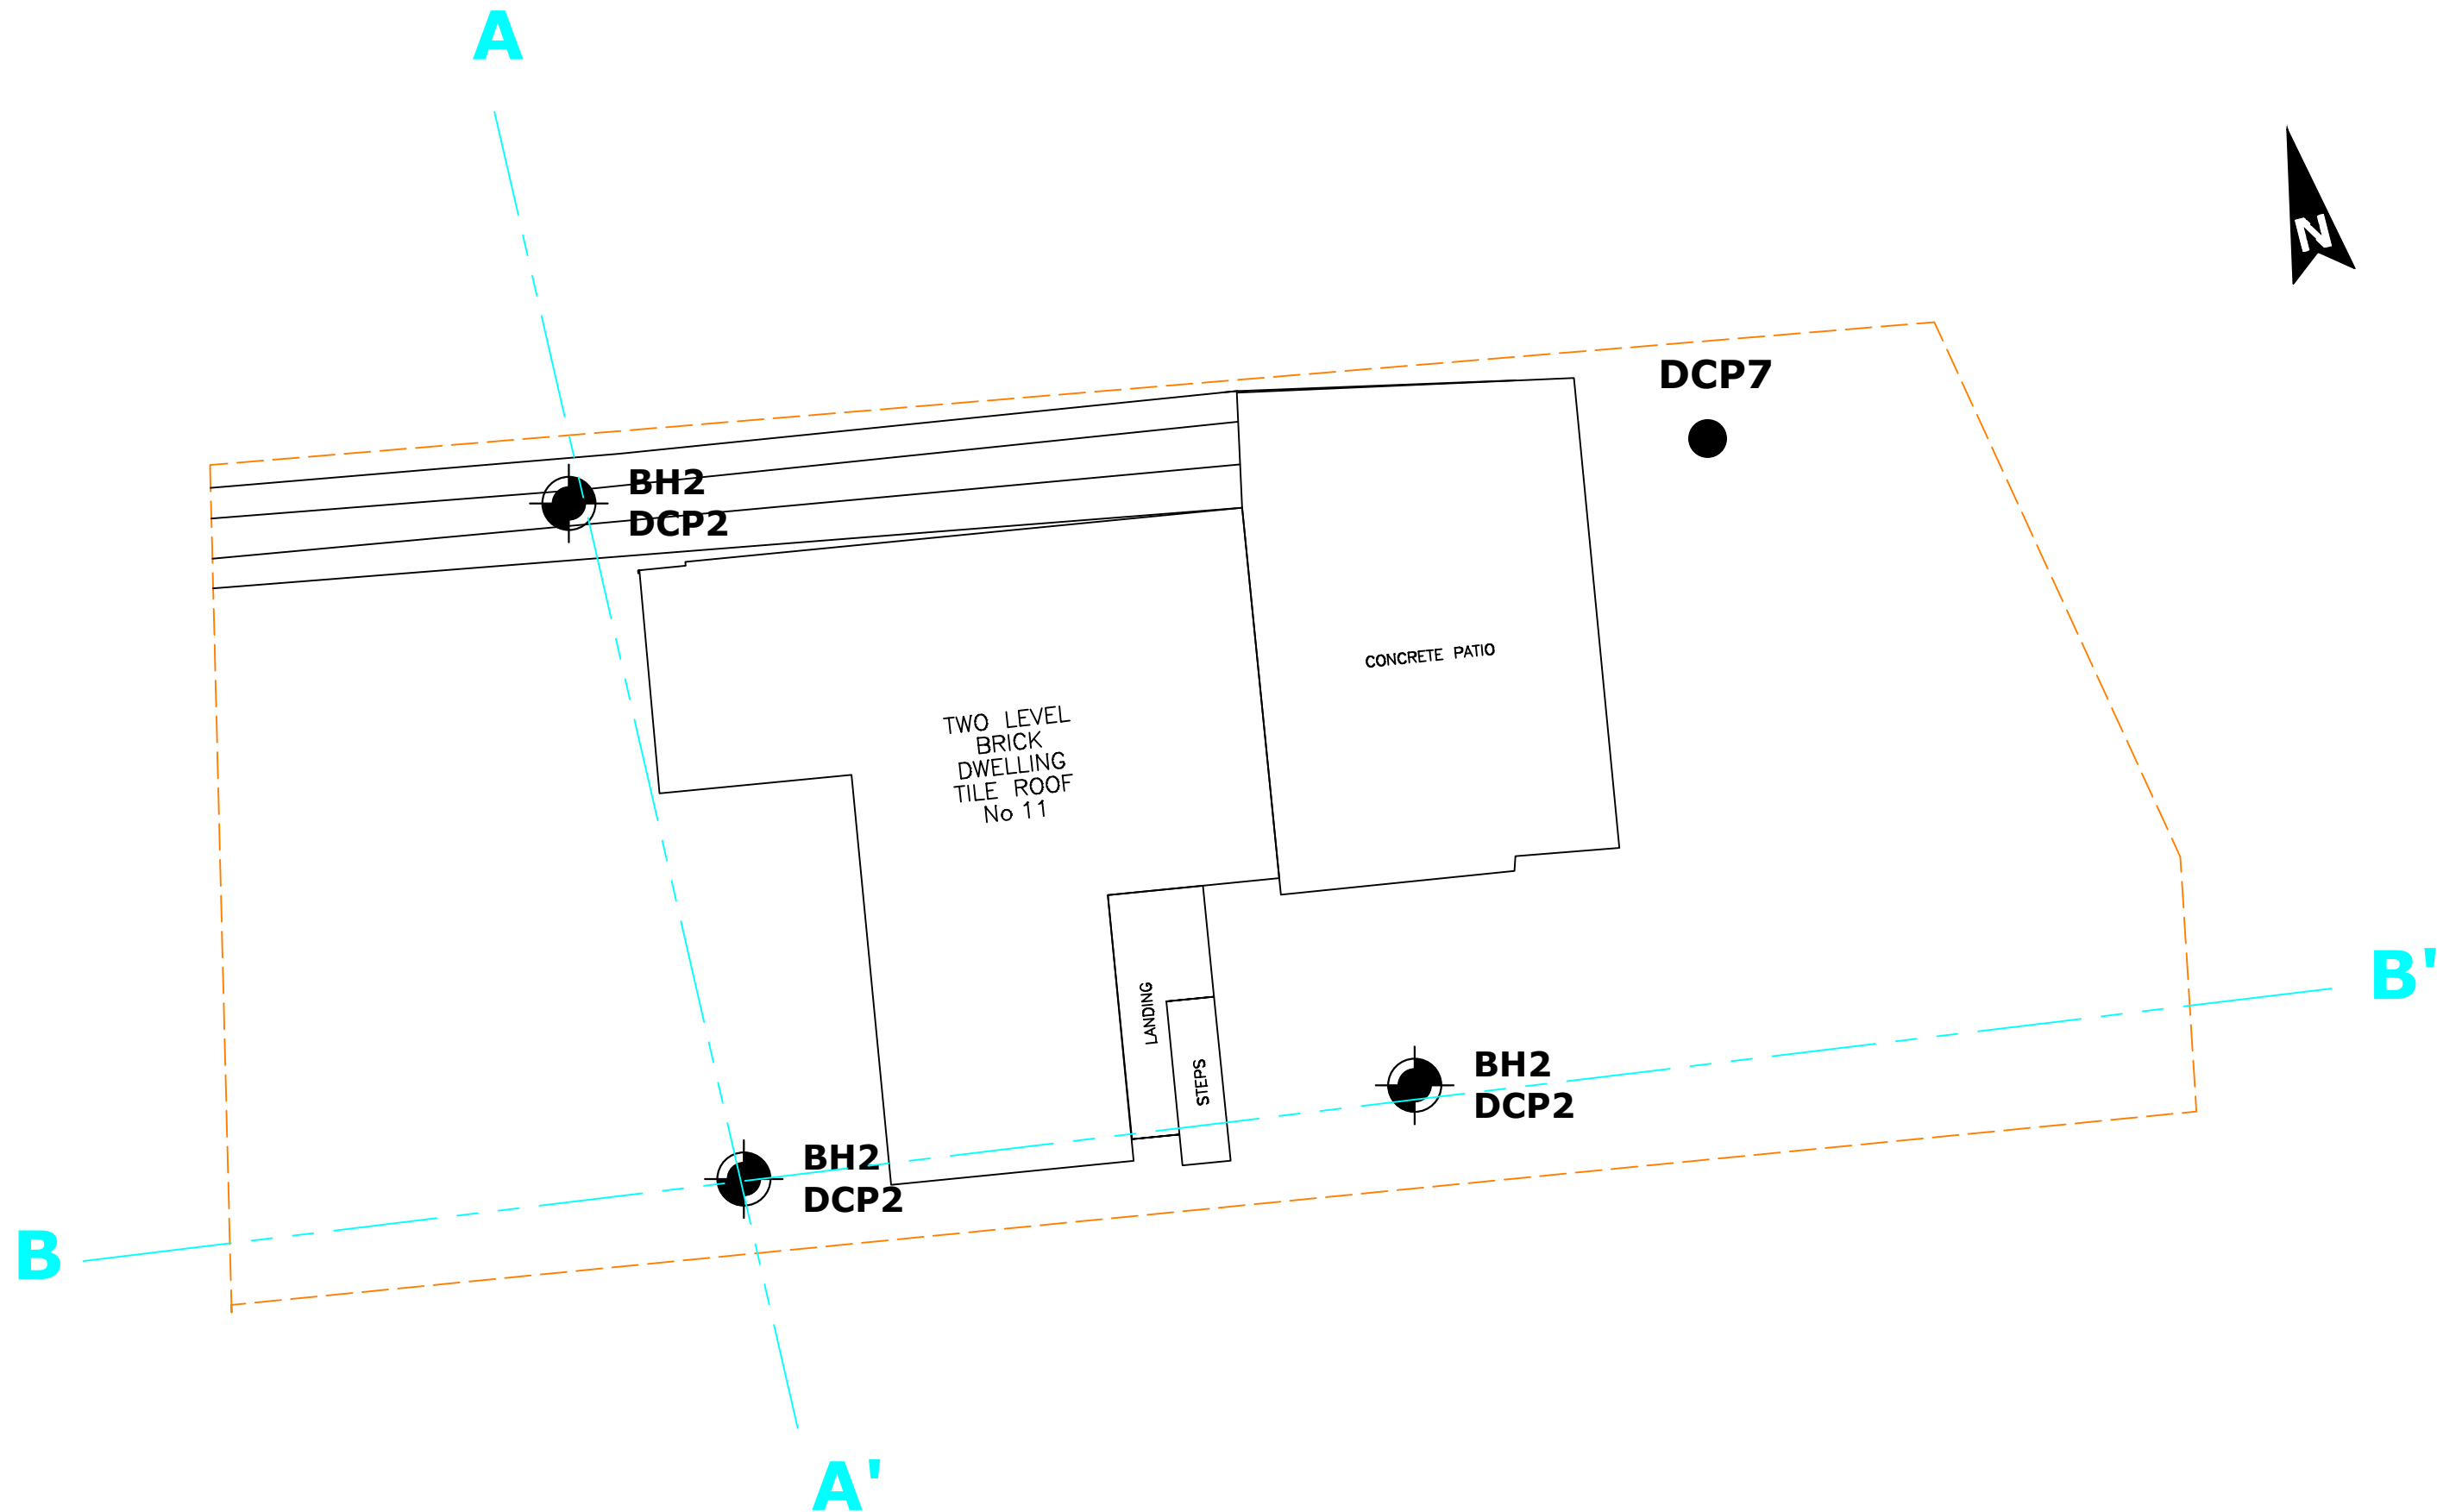 A
N
DCP7
BH2
DCP2
CONCRETE PATIO
TWO LEVEL
BRICK
DWELLING
TILE ROOF
No 11
LANDING
STEPS
B'
BH2
DCP2
BH2
DCP2
B
A'